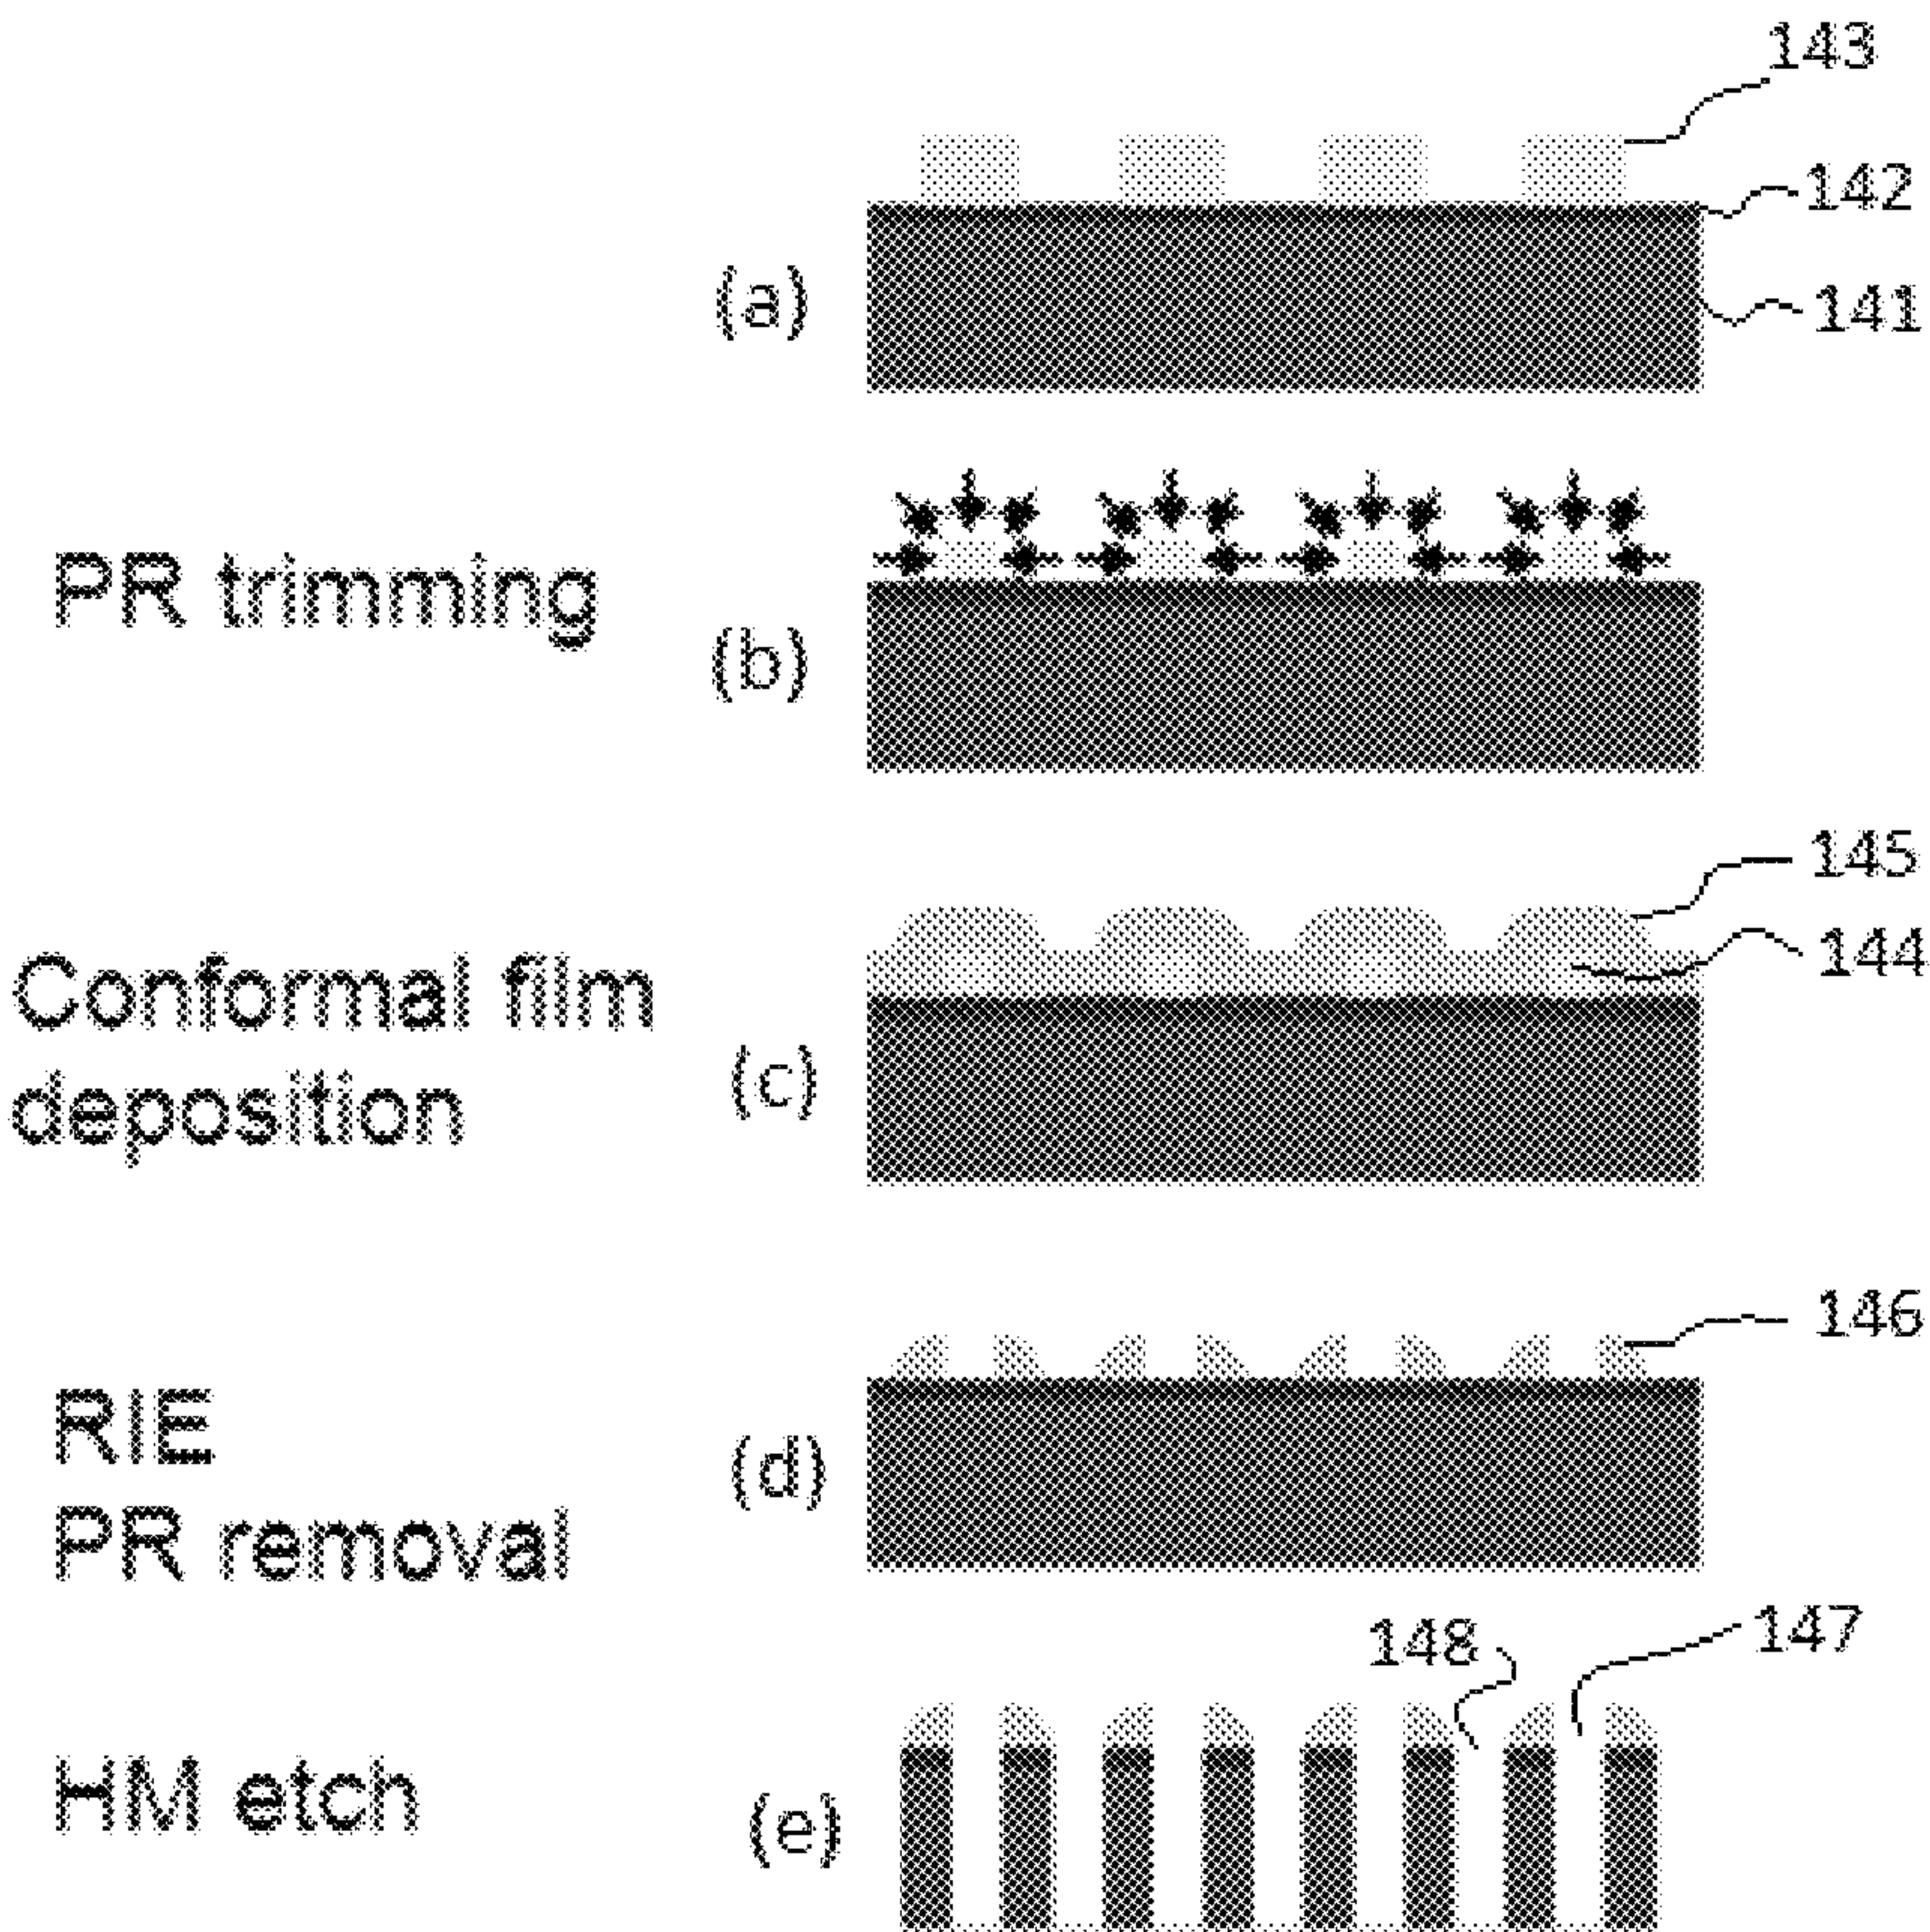 143
142
(a)
141
PR trimming
(b)
145
144
Conformal film
deposition
(c)
146
RIE
(d)
PR removal
148
147
HM etch
(e)